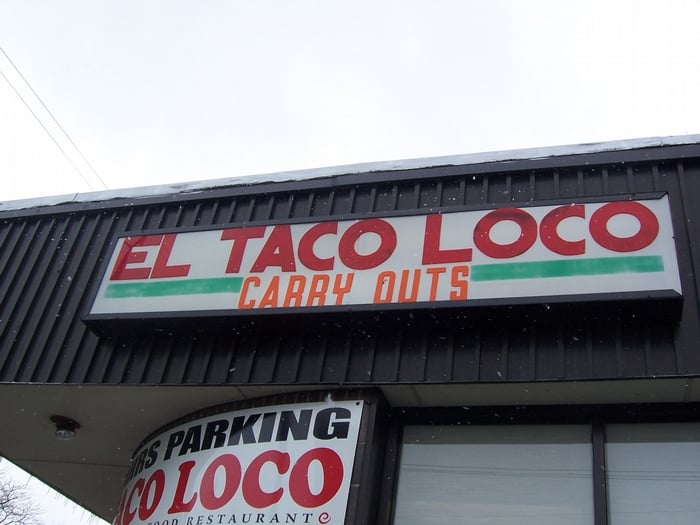 EL TACO LOCO
CARRY OUTS
PARKING
LOCO
RESTAURANT